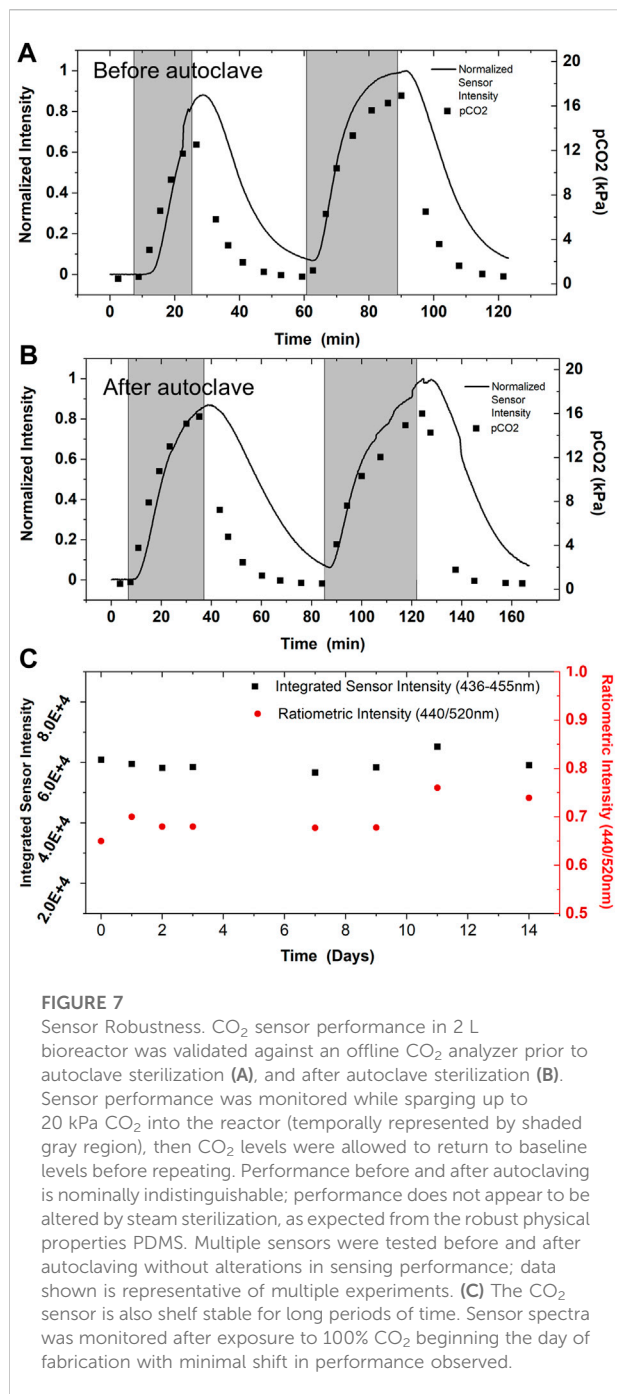 A
Before autoclave
Normalized Sensor Intensity
pCO2
Normalized Intensity
1
0.8
0.6
0.4
0.2
0
20
16
12
8
4
0
pCO2 (kPa)
0 20 40 60 80 100 120
Time (min)
B
After autoclave
Normalized Sensor Intensity
pCO2
Normalized Intensity
1
0.8
0.6
0.4
0.2
0
20
16
12
8
4
0
pCO2 (kPa)
0 20 40 60 80 100 120 140 160
Time (min)
C
Integrated Sensor Intensity (436-455nm)
Ratiometric Intensity (440/520nm)
Integrated Sensor Intensity
8.0E+4
6.0E+4
4.0E+4
2.0E+4
1.0
0.9
0.8
0.7
0.6
0.5
Ratiometric Intensity (440/520nm)
0 2 4 6 8 10 12 14
Time (Days)
FIGURE 7
Sensor Robustness. CO₂ sensor performance in 2 L
bioreactor was validated against an offline CO₂ analyzer prior to
autoclave sterilization (A), and after autoclave sterilization (B).
Sensor performance was monitored while sparging up to
20 kPa CO₂ into the reactor (temporally represented by shaded
gray region), then CO₂ levels were allowed to return to baseline
levels before repeating. Performance before and after autoclaving
is nominally indistinguishable; performance does not appear to be
altered by steam sterilization, as expected from the robust physical
properties PDMS. Multiple sensors were tested before and after
autoclaving without alterations in sensing performance; data
shown is representative of multiple experiments. (C) The CO₂
sensor is also shelf stable for long periods of time. Sensor spectra
was monitored after exposure to 100% CO₂ beginning the day of
fabrication with minimal shift in performance observed.